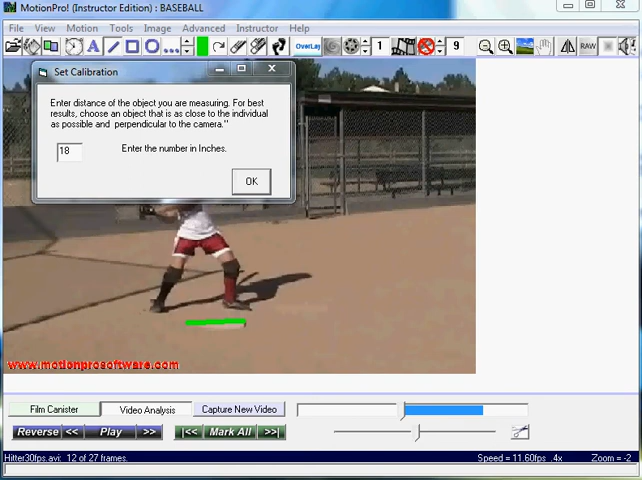 MotionPro! (Instructor Edition) : BASEBALL
File View Motion Tools Image Advanced Instructor Help
A OverLay 1 9 RAW
Set Calibration
Enter distance of the object you are measuring. For best
results, choose an object that is as close to the individual
as possible and perpendicular to the camera."
18 Enter the number in Inches.
OK
www.motionprosoftware.com
Film Canister Video Analysis Capture New Video
Reverse << Play >> |<< Mark All >>|
Hitter30fps.avi: 12 of 27 frames. Speed = 11.60fps .4x Zoom = -2